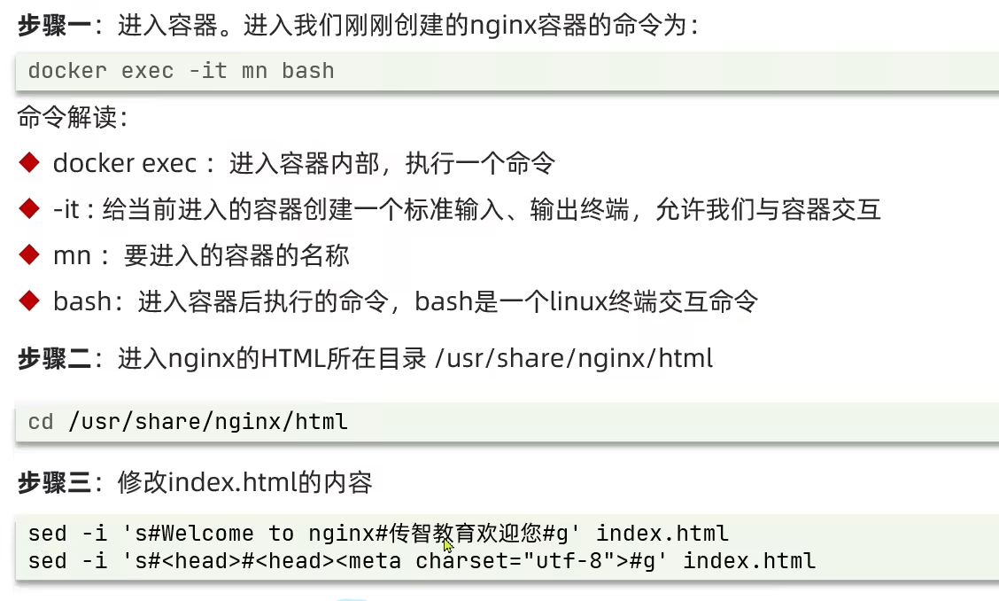 步骤一：进入容器。进入我们刚刚创建的nginx容器的命令为：
docker exec -it mn bash
命令解读：
docker exec ：进入容器内部，执行一个命令
-it : 给当前进入的容器创建一个标准输入、输出终端，允许我们与容器交互
mn ：要进入的容器的名称
bash：进入容器后执行的命令，bash是一个linux终端交互命令
步骤二：进入nginx的HTML所在目录 /usr/share/nginx/html
cd /usr/share/nginx/html
步骤三：修改index.html的内容
sed -i 's#Welcome to nginx#传智教育欢迎您#g' index.html
sed -i 's#<head>#<head><meta charset="utf-8">#g' index.html